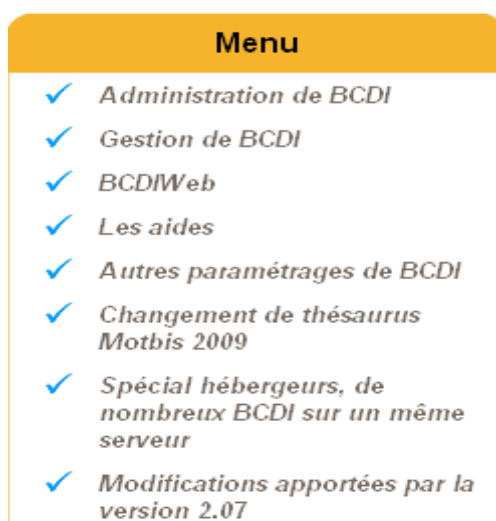 Menu
Administration de BCDI
Gestion de BCDI
BCDIWeb
Les aides
Autres paramétrages de BCDI
Changement de thésaurus
Motbis 2009
Spécial hébergeurs, de
nombreux BCDI sur un même
serveur
Modifications apportées par la
version 2.07